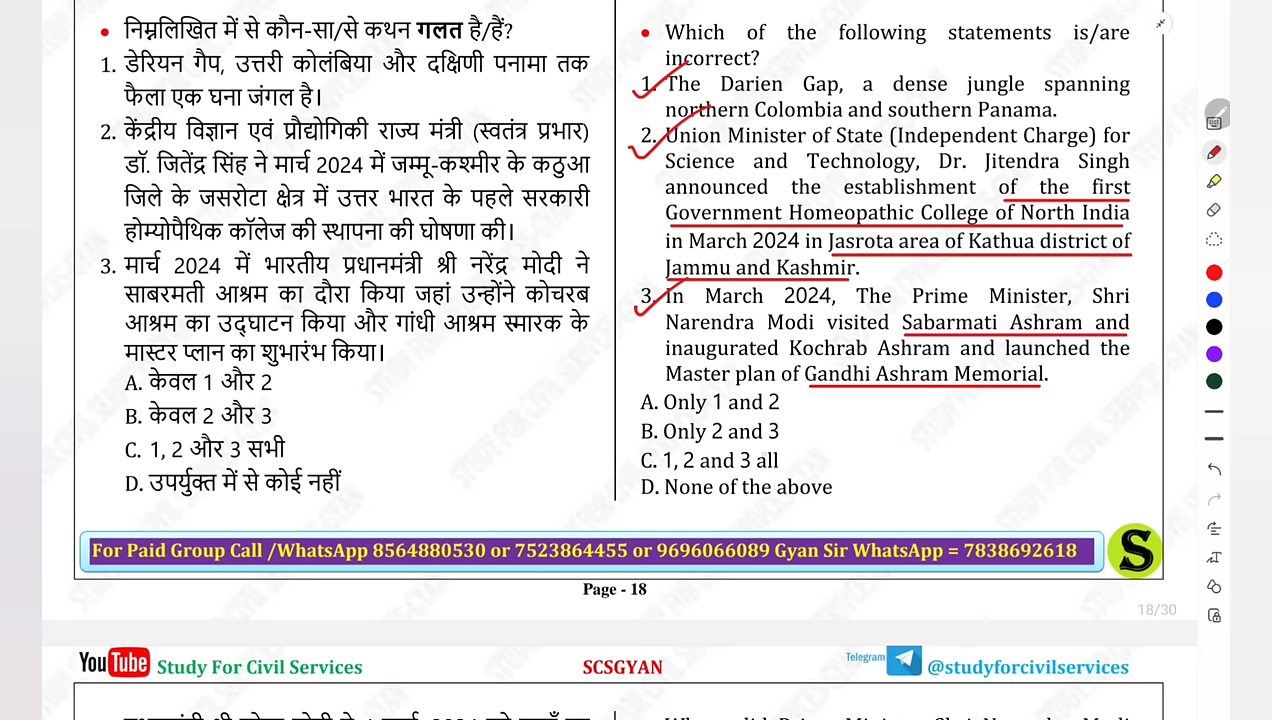 • निम्नलिखित में से कौन-सा/से कथन गलत है/हैं?
1. डेरियन गैप, उत्तरी कोलंबिया और दक्षिणी पनामा तक
फैला एक घना जंगल है।
2. केंद्रीय विज्ञान एवं प्रौद्योगिकी राज्य मंत्री (स्वतंत्र प्रभार)
डॉ. जितेंद्र सिंह ने मार्च 2024 में जम्मू-कश्मीर के कठुआ
जिले के जसरोटा क्षेत्र में उत्तर भारत के पहले सरकारी
होम्योपैथिक कॉलेज की स्थापना की घोषणा की।
3. मार्च 2024 में भारतीय प्रधानमंत्री श्री नरेंद्र मोदी ने
साबरमती आश्रम का दौरा किया जहां उन्होंने कोचरब
आश्रम का उद्घाटन किया और गांधी आश्रम स्मारक के
मास्टर प्लान का शुभारंभ किया।
A. केवल 1 और 2
B. केवल 2 और 3
C. 1, 2 और 3 सभी
D. उपर्युक्त में से कोई नहीं
• Which of the following statements is/are
incorrect?
1. The Darien Gap, a dense jungle spanning
northern Colombia and southern Panama.
2. Union Minister of State (Independent Charge) for
Science and Technology, Dr. Jitendra Singh
announced the establishment of the first
Government Homeopathic College of North India
in March 2024 in Jasrota area of Kathua district of
Jammu and Kashmir.
3. In March 2024, The Prime Minister, Shri
Narendra Modi visited Sabarmati Ashram and
inaugurated Kochrab Ashram and launched the
Master plan of Gandhi Ashram Memorial.
A. Only 1 and 2
B. Only 2 and 3
C. 1, 2 and 3 all
D. None of the above
For Paid Group Call /WhatsApp 8564880530 or 7523864455 or 9696066089 Gyan Sir WhatsApp = 7838692618
S
Page - 18
18/30
YouTube Study For Civil Services
SCSGYAN
Telegram @studyforcivilservices